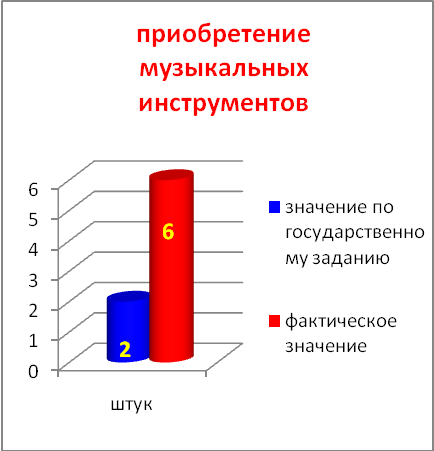 приобретение
музыкальных
инструментов
6
5
4
3
2
1
0
6
2
штук
значение по
государственно
му заданию
фактическое
значение